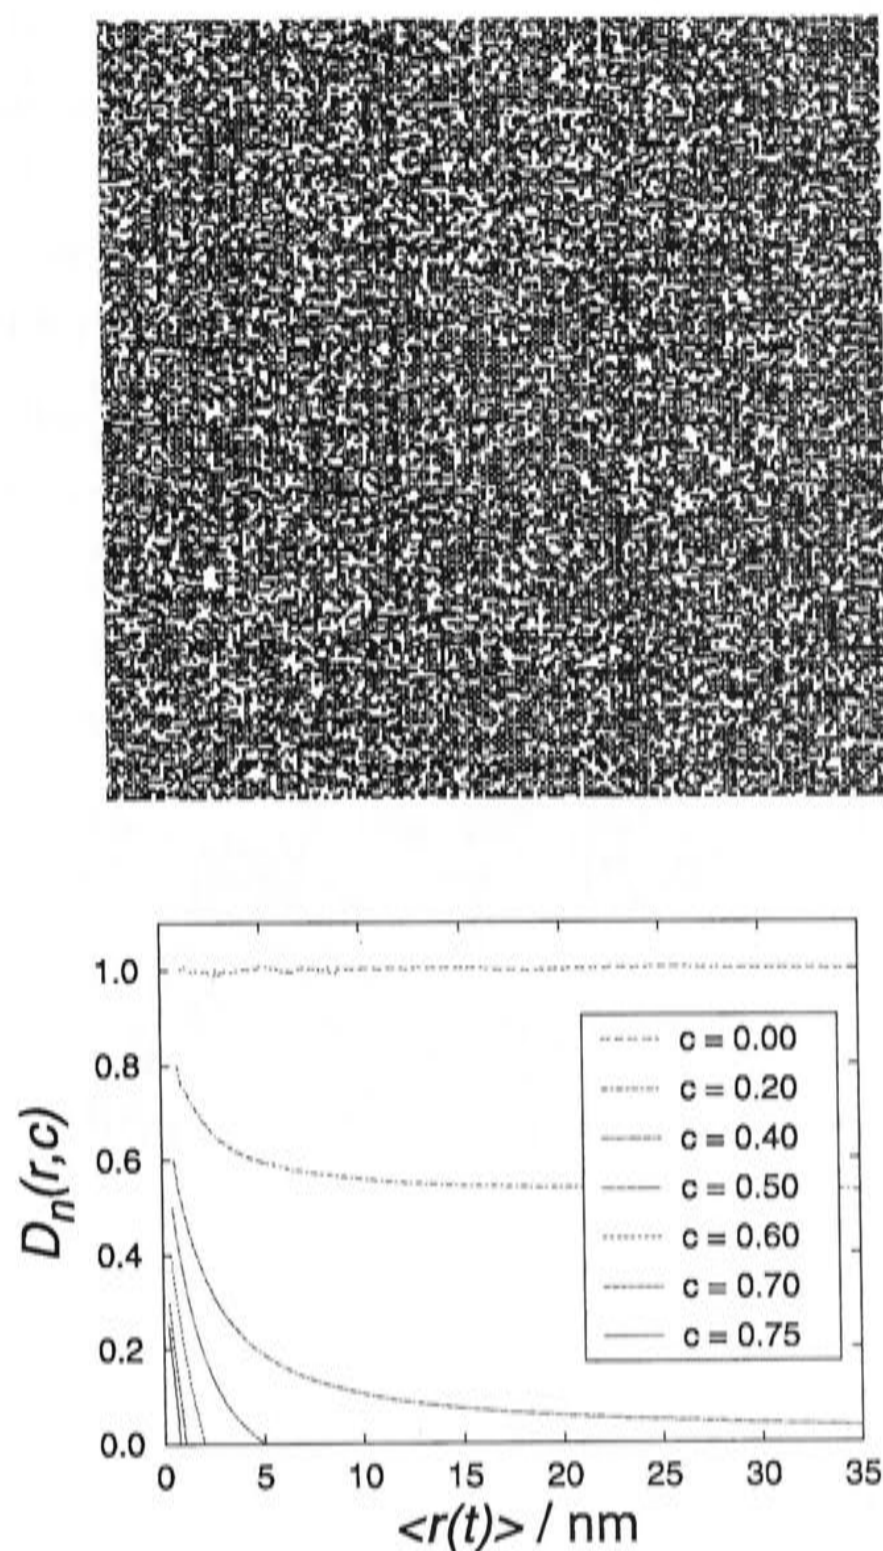 1.0
0.8
0.6
0.4
0.2
0.0
D_n(r,c)
c = 0.00
c = 0.20
c = 0.40
c = 0.50
c = 0.60
c = 0.70
c = 0.75
0 5 10 15 20 25 30 35
<r(t)> / nm